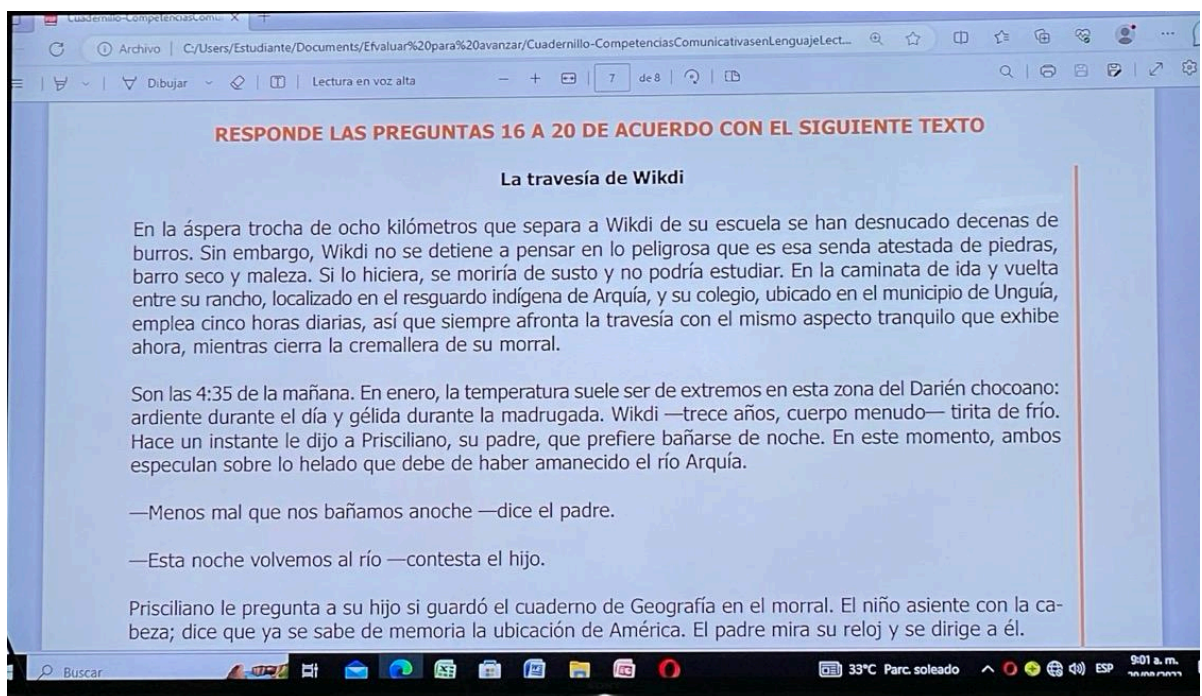 Cuadernillo-CompetenciasComu...
Archivo | C:/Users/Estudiante/Documents/Efvaluar%20para%20avanzar/Cuadernillo-CompetenciasComunicativasenLenguajeLect...
Dibujar
Lectura en voz alta
7 de 8
RESPONDE LAS PREGUNTAS 16 A 20 DE ACUERDO CON EL SIGUIENTE TEXTO
La travesía de Wikdi
En la áspera trocha de ocho kilómetros que separa a Wikdi de su escuela se han desnucado decenas de
burros. Sin embargo, Wikdi no se detiene a pensar en lo peligrosa que es esa senda atestada de piedras,
barro seco y maleza. Si lo hiciera, se moriría de susto y no podría estudiar. En la caminata de ida y vuelta
entre su rancho, localizado en el resguardo indígena de Arquía, y su colegio, ubicado en el municipio de Unguía,
emplea cinco horas diarias, así que siempre afronta la travesía con el mismo aspecto tranquilo que exhibe
ahora, mientras cierra la cremallera de su morral.
Son las 4:35 de la mañana. En enero, la temperatura suele ser de extremos en esta zona del Darién chocoano:
ardiente durante el día y gélida durante la madrugada. Wikdi —trece años, cuerpo menudo— tirita de frío.
Hace un instante le dijo a Prisciliano, su padre, que prefiere bañarse de noche. En este momento, ambos
especulan sobre lo helado que debe de haber amanecido el río Arquía.
—Menos mal que nos bañamos anoche —dice el padre.
—Esta noche volvemos al río —contesta el hijo.
Prisciliano le pregunta a su hijo si guardó el cuaderno de Geografía en el morral. El niño asiente con la ca-
beza; dice que ya se sabe de memoria la ubicación de América. El padre mira su reloj y se dirige a él.
Buscar
33°C Parc. soleado
ESP
9:01 a. m.